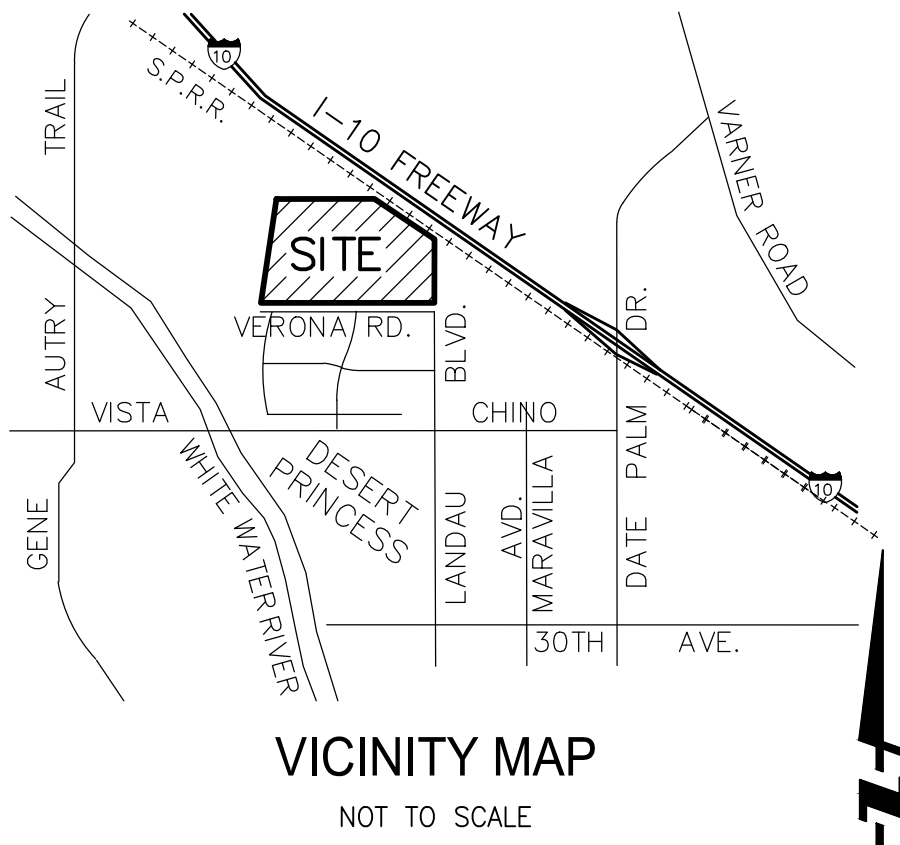 10
S.P.R.R.
I-10 FREEWAY
VARNER ROAD
GENE AUTRY TRAIL
SITE
VERONA RD.
LANDAU BLVD.
DATE PALM DR.
VISTA CHINO
WHITE WATER RIVER
DESERT
PRINCESS
AVD.
MARAVILLA
10
30TH AVE.
VICINITY MAP
NOT TO SCALE
N